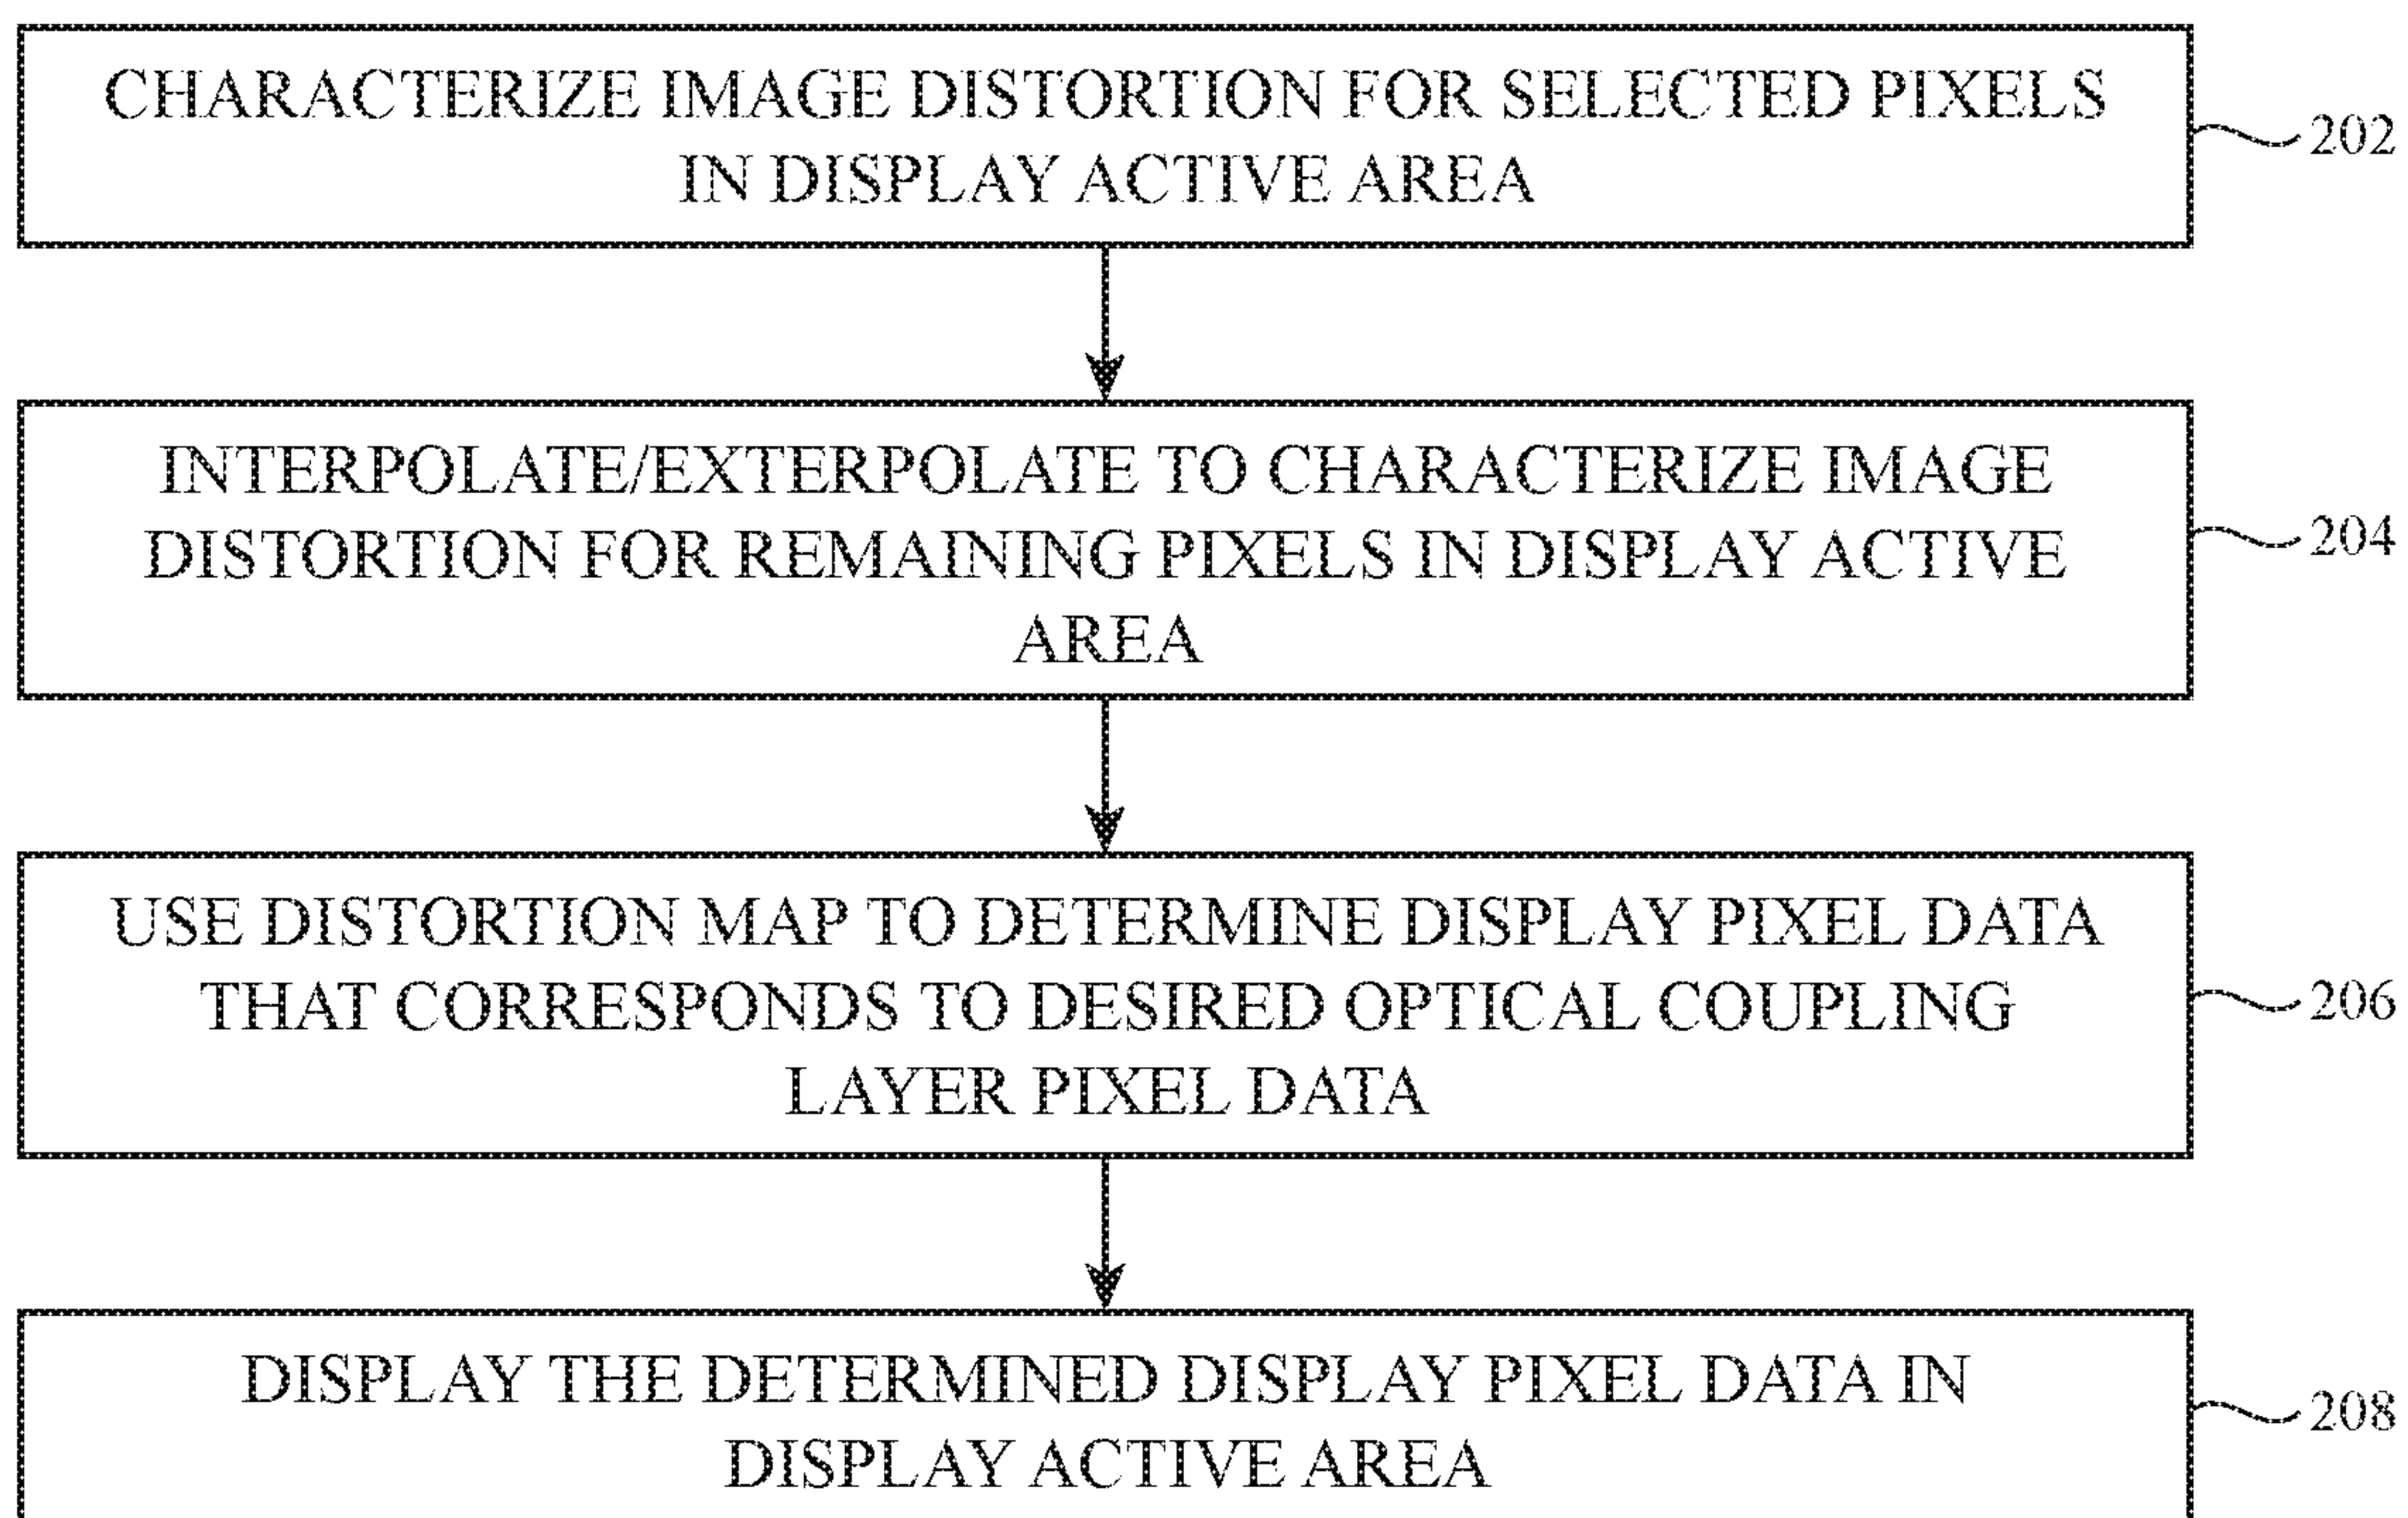 CHARACTERIZE IMAGE DISTORTION FOR SELECTED PIXELS
IN DISPLAY ACTIVE AREA
202
INTERPOLATE/EXTERPOLATE TO CHARACTERIZE IMAGE
DISTORTION FOR REMAINING PIXELS IN DISPLAY ACTIVE
AREA
204
USE DISTORTION MAP TO DETERMINE DISPLAY PIXEL DATA
THAT CORRESPONDS TO DESIRED OPTICAL COUPLING
LAYER PIXEL DATA
206
DISPLAY THE DETERMINED DISPLAY PIXEL DATA IN
DISPLAY ACTIVE AREA
208